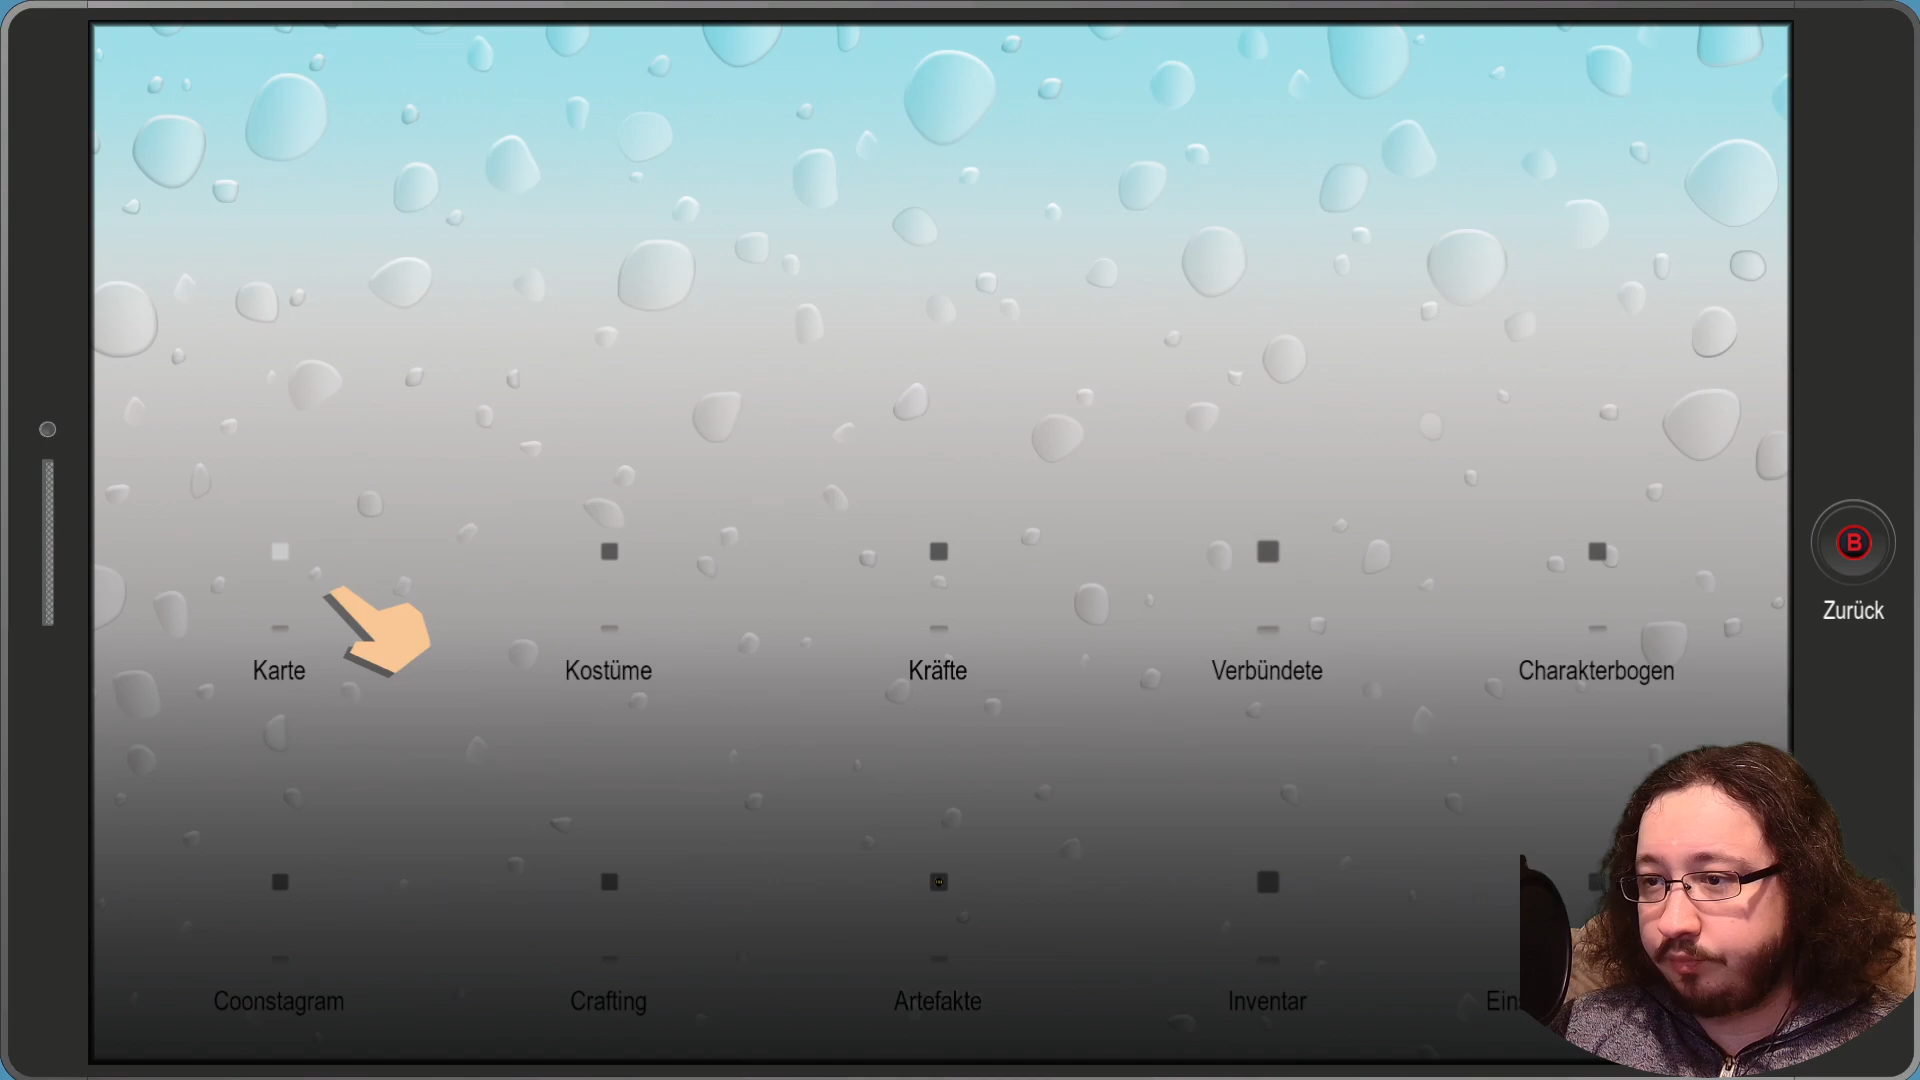 B
Zurück
Karte
Kostüme
Kräfte
Verbündete
Charakterbogen
Coonstagram
Crafting
Artefakte
Inventar